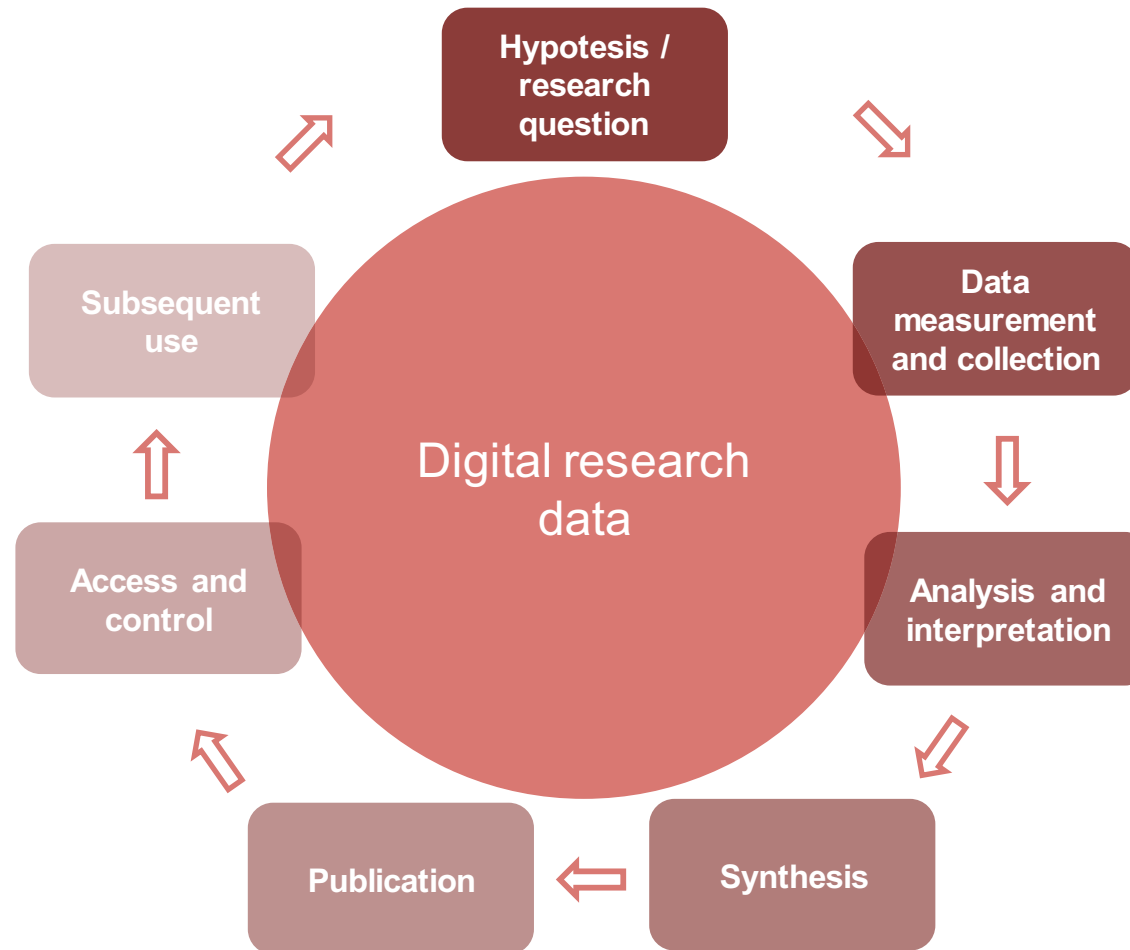 Hypotesis /
research
question
Data
measurement
and collection
Analysis and
interpretation
Synthesis
Publication
Access and
control
Subsequent
use
Digital research
data